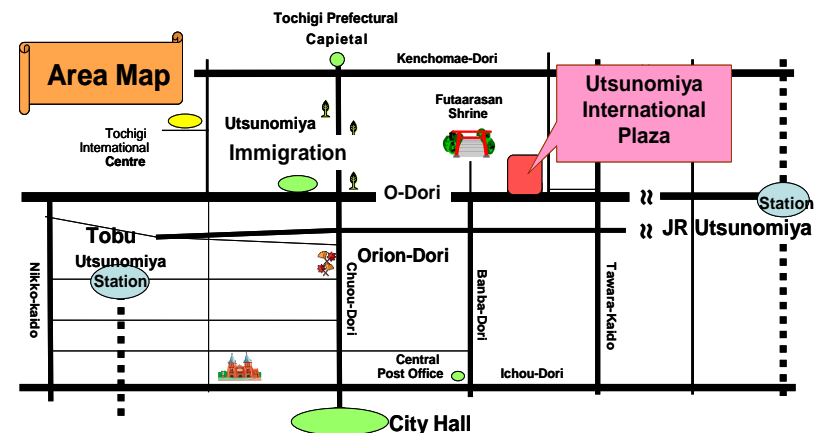 Tochigi Prefectural
Capietal
Kenchomae-Dori
Area Map
Utsunomiya
International
Plaza
Futaarasan
Shrine
Utsunomiya
Immigration
Tochigi
International
Centre
O-Dori
Station
JR Utsunomiya
Tobu
Utsunomiya
Station
Orion-Dori
Nikko-kaido
Chuou-Dori
Banba-Dori
Tawara-Kaido
Central
Post Office
Ichou-Dori
City Hall